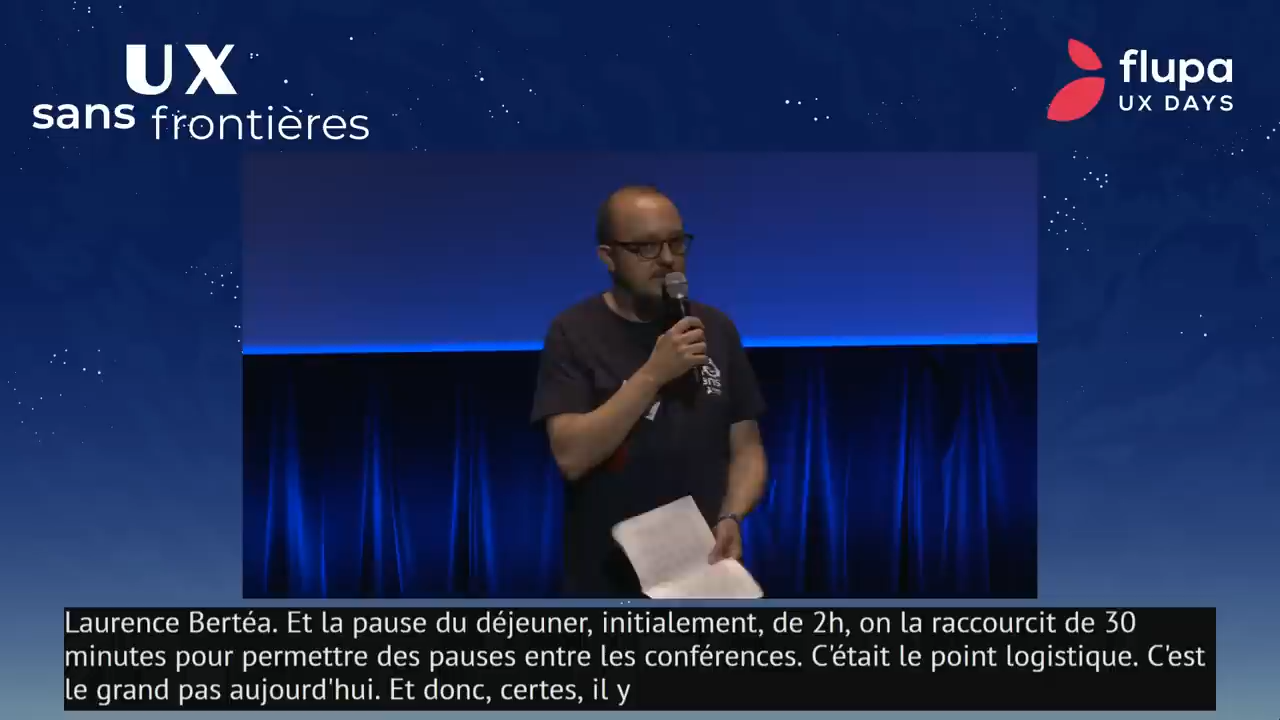 UX
sans frontières
flupa
UX DAYS
Laurence Bertéa. Et la pause du déjeuner, initialement, de 2h, on la raccourcit de 30
minutes pour permettre des pauses entre les conférences. C'était le point logistique. C'est
le grand pas aujourd'hui. Et donc, certes, il y